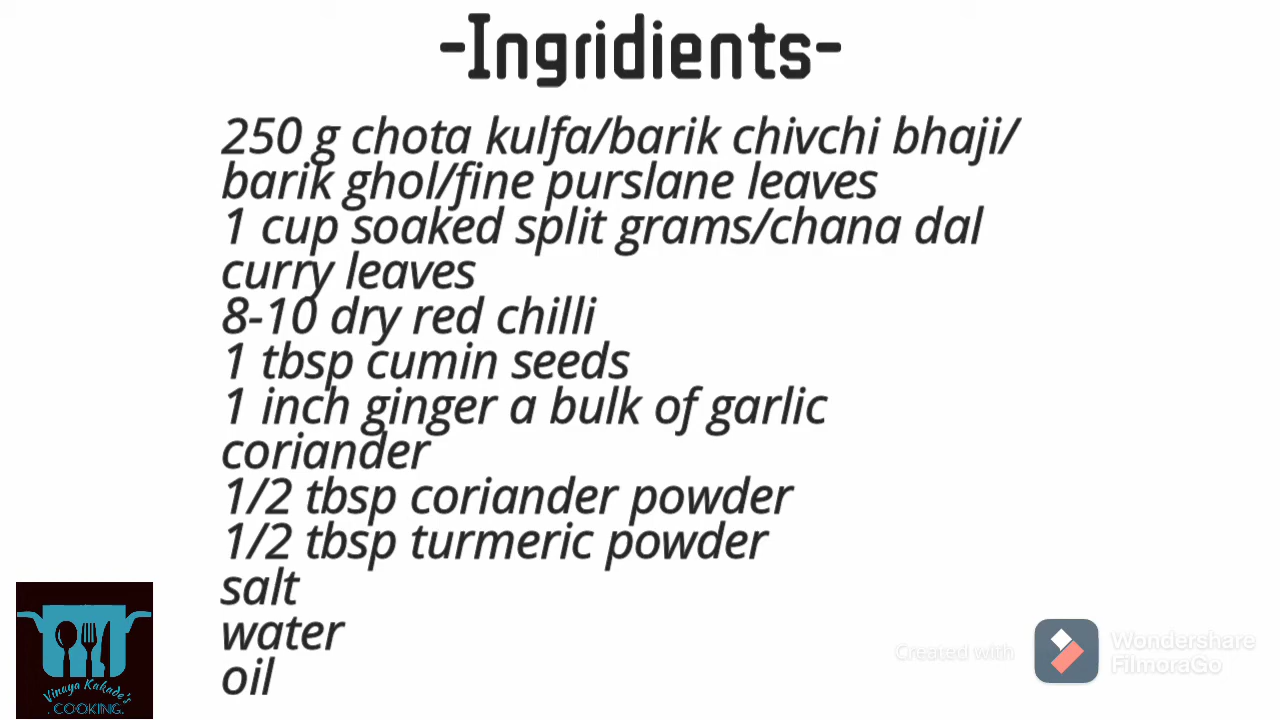 -Ingridients-
250 g chota kulfa/barik chivchi bhaji/
barik ghol/fine purslane leaves
1 cup soaked split grams/chana dal
curry leaves
8-10 dry red chilli
1 tbsp cumin seeds
1 inch ginger a bulk of garlic
coriander
1/2 tbsp coriander powder
1/2 tbsp turmeric powder
salt
water
oil
Vinaya Kakade's
.COOKING.
Created with
Wondershare
FilmoraGo